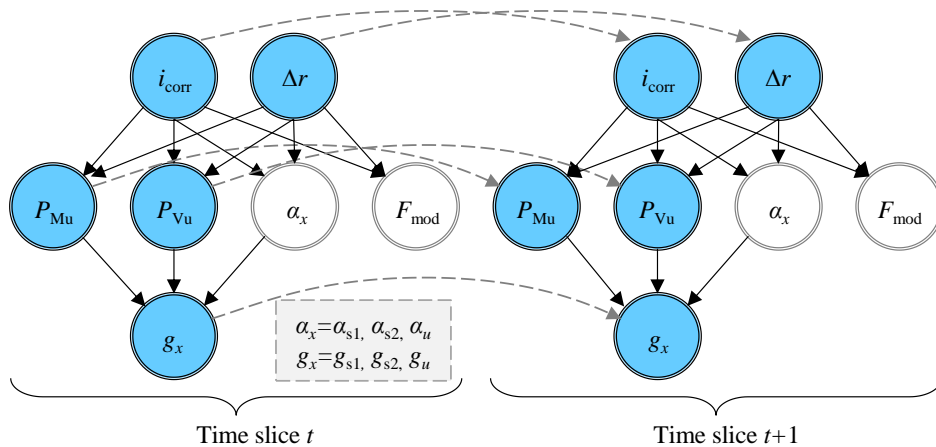 i_corr Δr i_corr Δr
P_Mu P_Vu α_x F_mod P_Mu P_Vu α_x F_mod
g_x g_x
α_x=α_s1, α_s2, α_u
g_x=g_s1, g_s2, g_u
Time slice t Time slice t+1